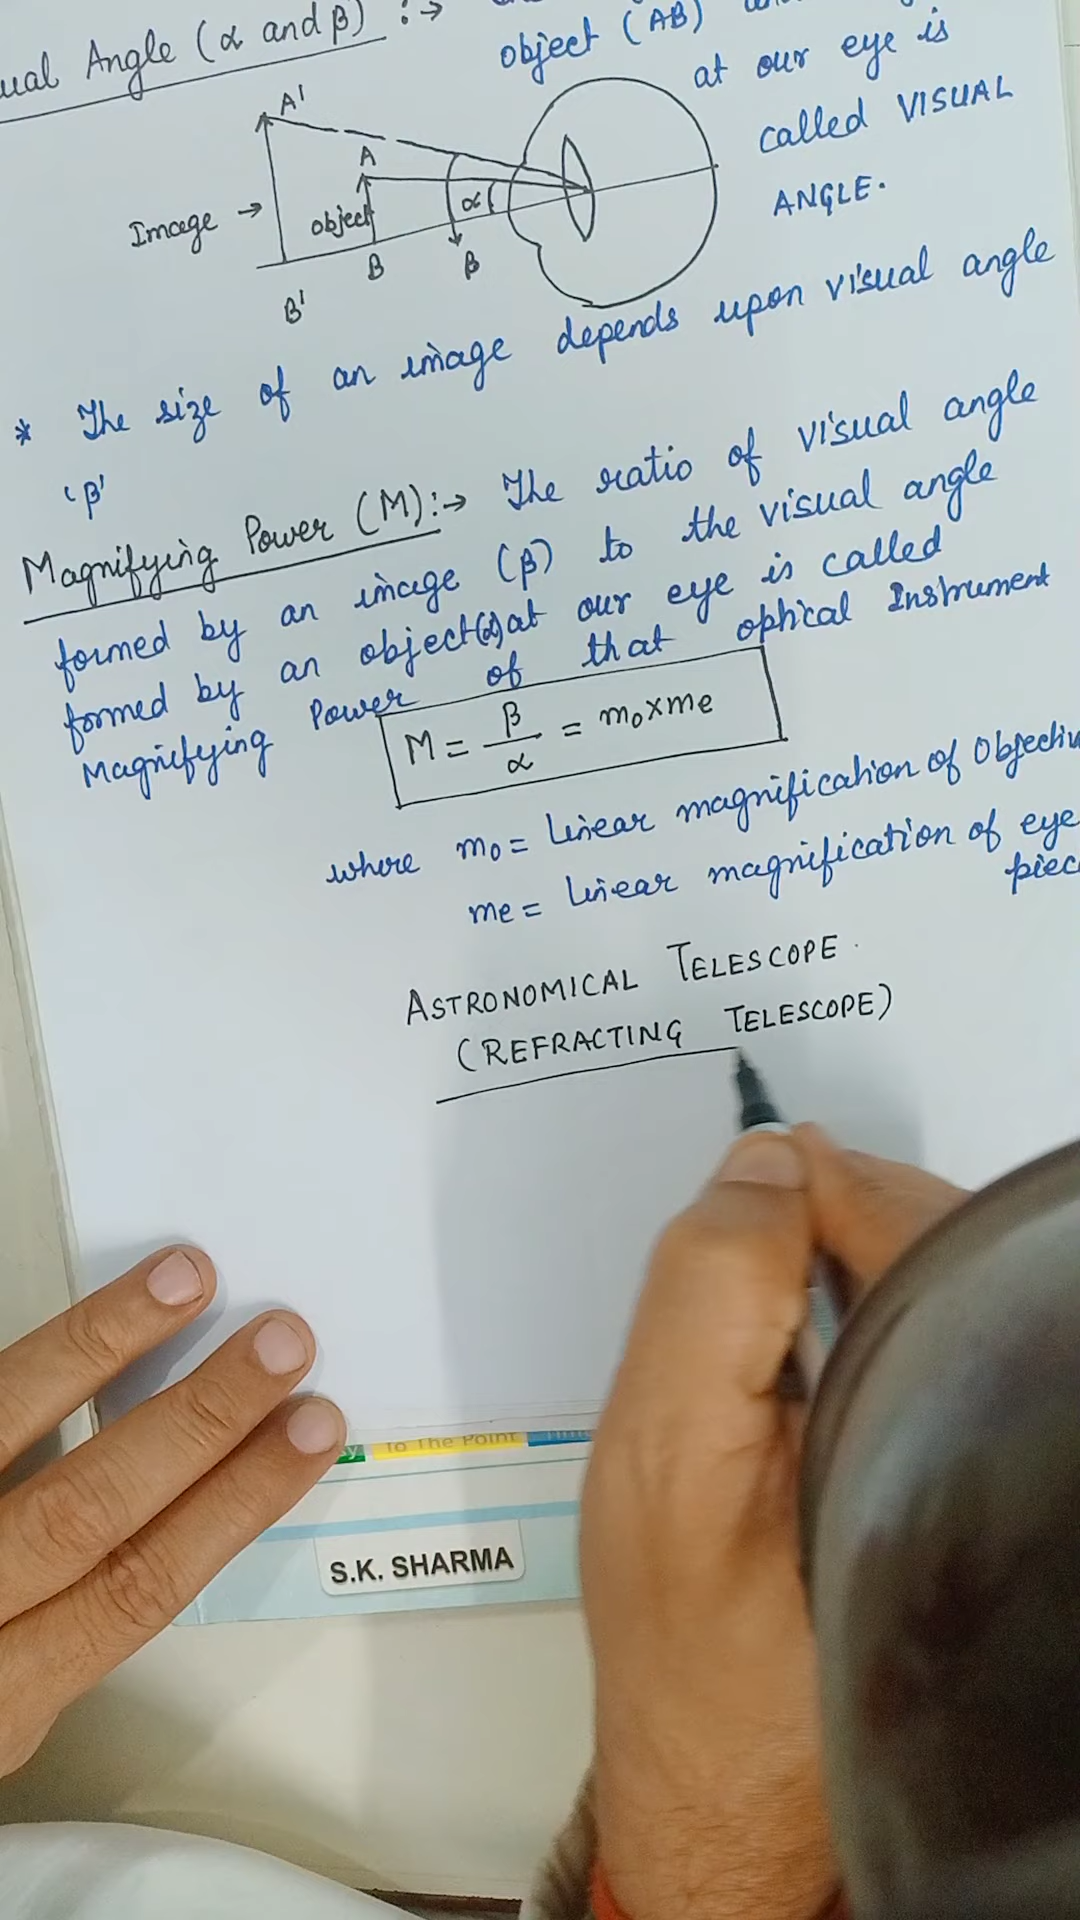 ual Angle (α and β) :→
object (AB)
at our eye is
called VISUAL
ANGLE.
A'
A
Image →
object
α
B
β
B'
* The size of an image depends upon visual angle
'β'
Magnifying Power (M):→ The ratio of visual angle
formed by an image (β) to the visual angle
formed by an object(α)at our eye is called
Magnifying Power of that optical Instrument
M = β/α = mo x me
where mo = Linear magnification of Objectiv
me = Linear magnification of eye
piec
ASTRONOMICAL TELESCOPE.
(REFRACTING TELESCOPE)
To The Point
S.K. SHARMA